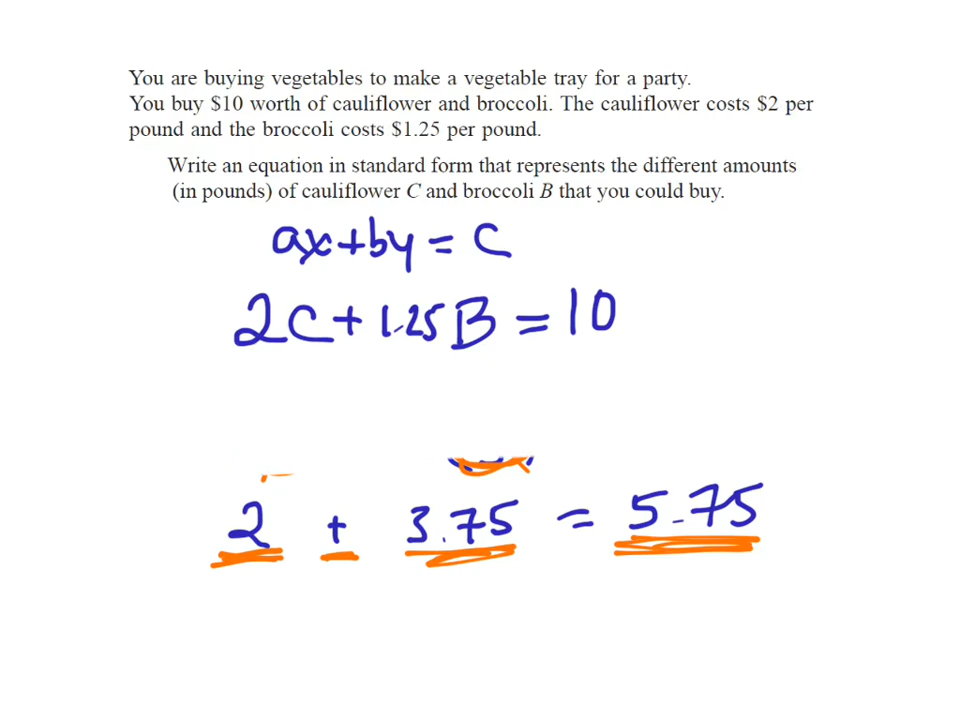 You are buying vegetables to make a vegetable tray for a party.
You buy $10 worth of cauliflower and broccoli. The cauliflower costs $2 per
pound and the broccoli costs $1.25 per pound.
Write an equation in standard form that represents the different amounts
(in pounds) of cauliflower C and broccoli B that you could buy.
ax+by = C
2C + 1.25 B = 10
2 + 3.75 = 5.75